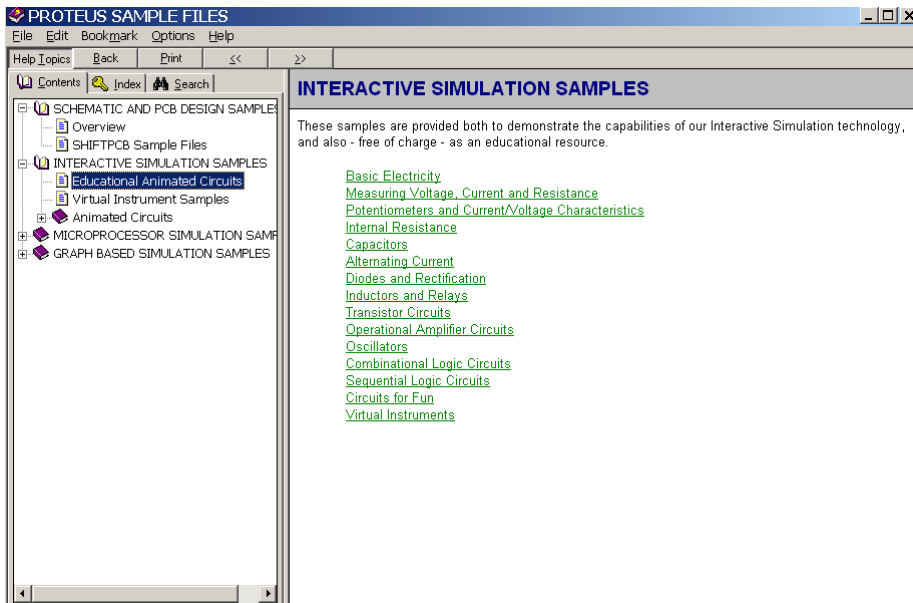 PROTEUS SAMPLE FILES
File Edit Bookmark Options Help
Help Topics Back Print << >>
Contents Index Search
SCHEMATIC AND PCB DESIGN SAMPLES
Overview
SHIFTPCB Sample Files
INTERACTIVE SIMULATION SAMPLES
Educational Animated Circuits
Virtual Instrument Samples
Animated Circuits
MICROPROCESSOR SIMULATION SAMP
GRAPH BASED SIMULATION SAMPLES
INTERACTIVE SIMULATION SAMPLES
These samples are provided both to demonstrate the capabilities of our Interactive Simulation technology,
and also - free of charge - as an educational resource.
Basic Electricity
Measuring Voltage, Current and Resistance
Potentiometers and Current/Voltage Characteristics
Internal Resistance
Capacitors
Alternating Current
Diodes and Rectification
Inductors and Relays
Transistor Circuits
Operational Amplifier Circuits
Oscillators
Combinational Logic Circuits
Sequential Logic Circuits
Circuits for Fun
Virtual Instruments